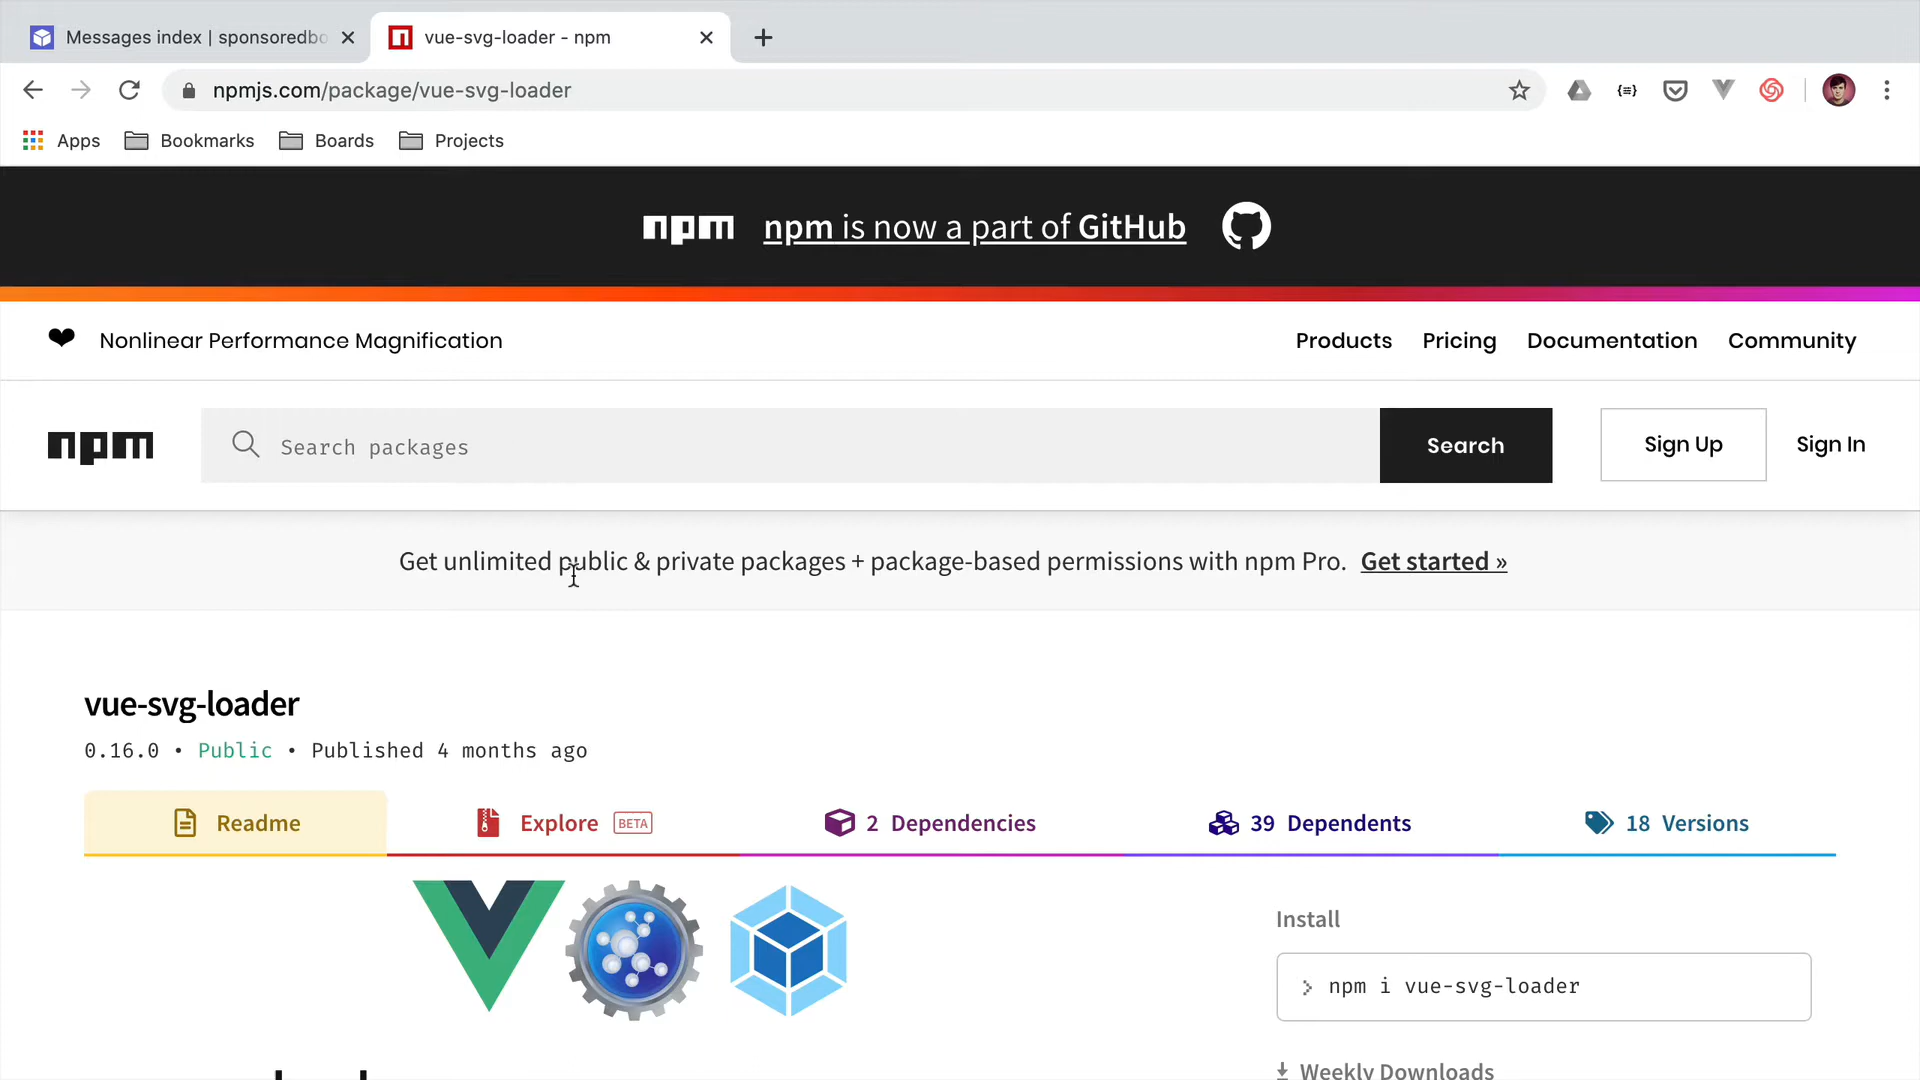 Messages index | sponsoredbo
vue-svg-loader - npm
npmjs.com/package/vue-svg-loader
Apps
Bookmarks
Boards
Projects
npm
npm is now a part of GitHub
Nonlinear Performance Magnification
Products
Pricing
Documentation
Community
npm
Search packages
Search
Sign Up
Sign In
Get unlimited public & private packages + package-based permissions with npm Pro. Get started »
vue-svg-loader
0.16.0 • Public • Published 4 months ago
Readme
Explore BETA
2 Dependencies
39 Dependents
18 Versions
Install
npm i vue-svg-loader
Weekly Downloads